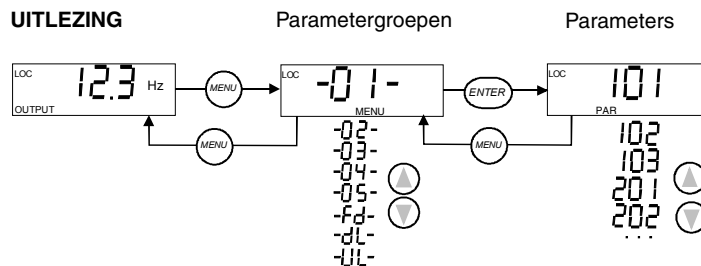 UITLEZING Parametergroepen Parameters
LOC 12.3 Hz OUTPUT
MENU
LOC -01- MENU
ENTER
LOC 101 PAR
MENU
MENU
-02-
-03-
-04-
-05-
-Fd-
-dL-
-UL-
102
103
201
202
...